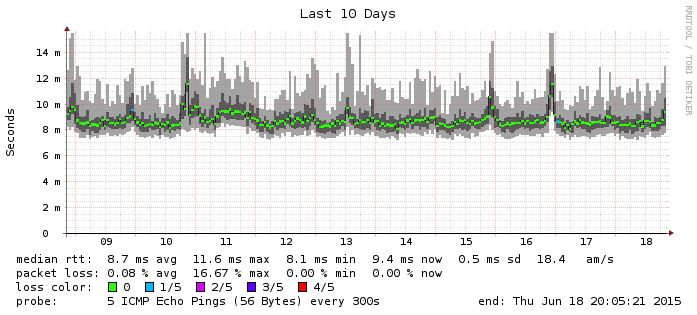 Last 10 Days
RRDTOOL / TOBI OETIKER
Seconds
14 m
12 m
10 m
8 m
6 m
4 m
2 m
0
09 10 11 12 13 14 15 16 17 18
median rtt: 8.7 ms avg 11.6 ms max 8.1 ms min 9.4 ms now 0.5 ms sd 18.4 am/s
packet loss: 0.08 % avg 16.67 % max 0.00 % min 0.00 % now
loss color: 0 1/5 2/5 3/5 4/5
probe: 5 ICMP Echo Pings (56 Bytes) every 300s end: Thu Jun 18 20:05:21 2015